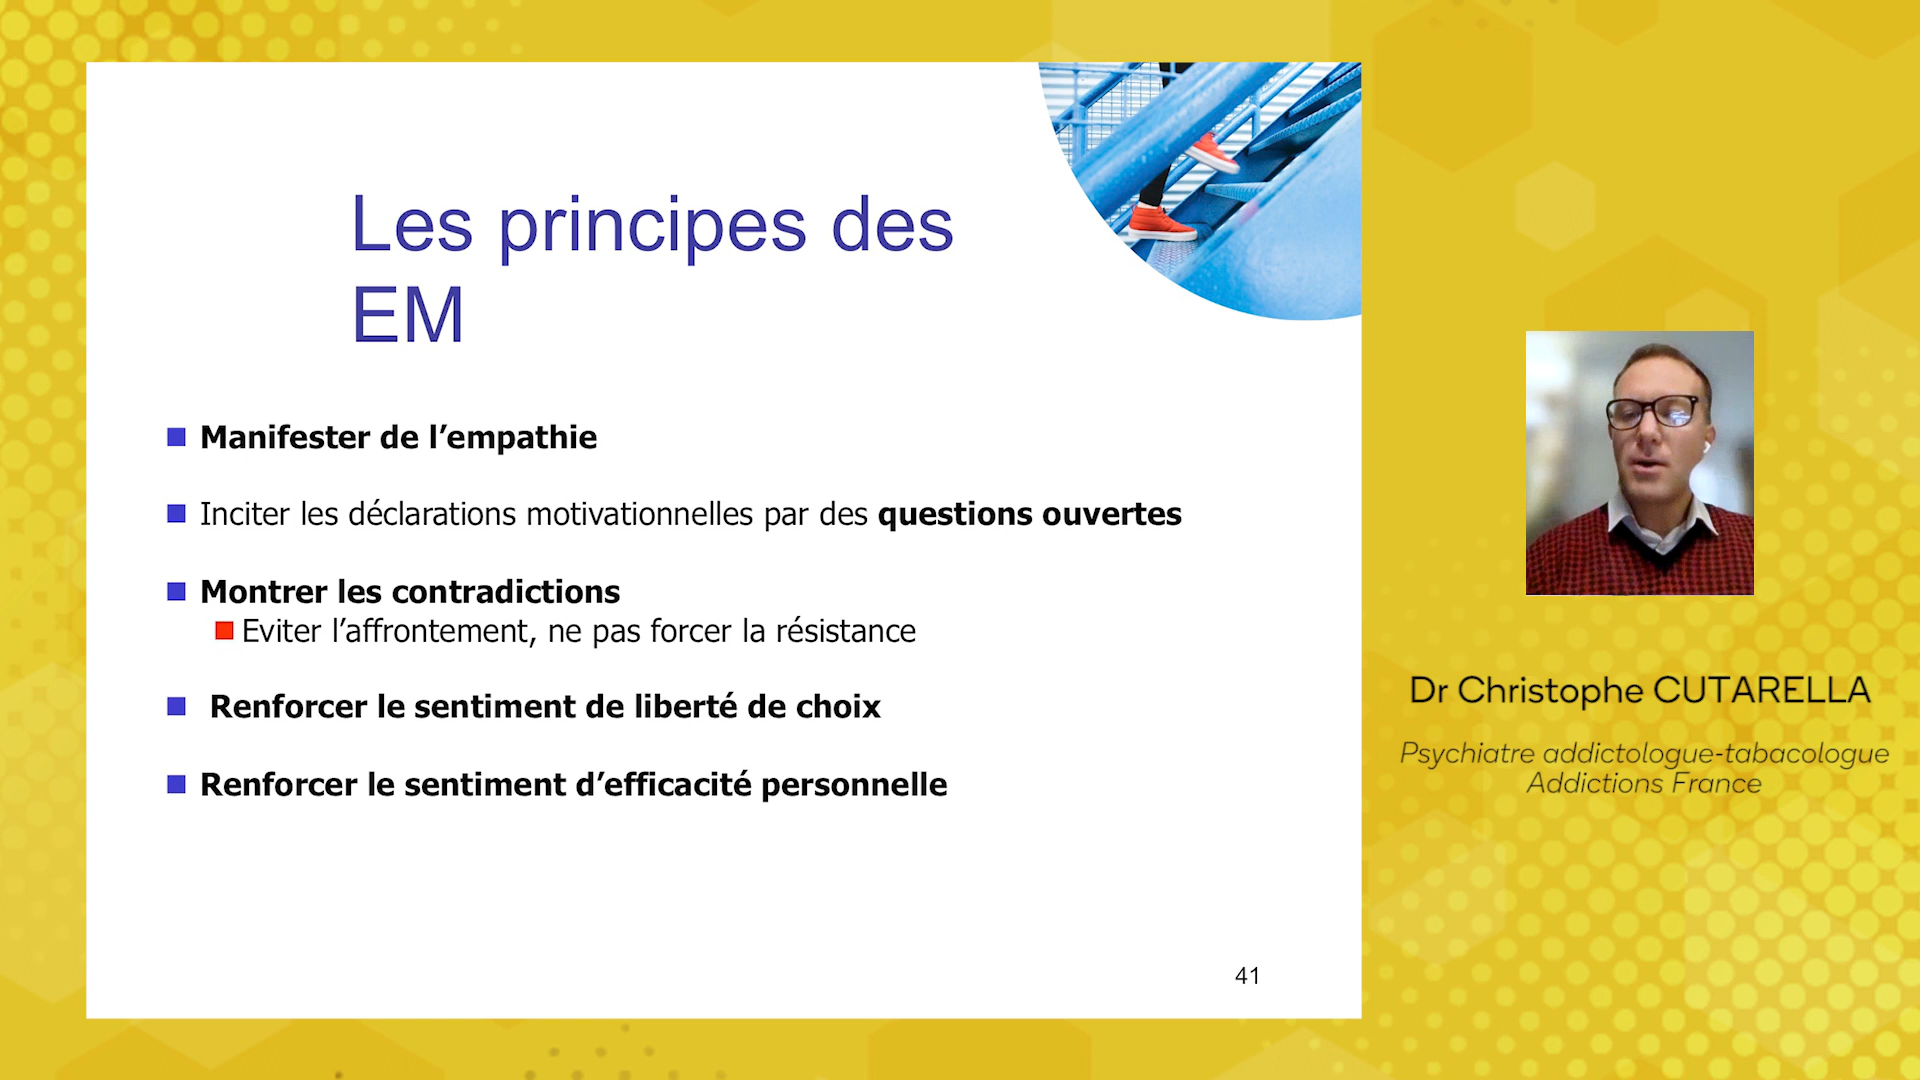 Les principes des
EM
Manifester de l’empathie
Inciter les déclarations motivationnelles par des questions ouvertes
Montrer les contradictions
Eviter l’affrontement, ne pas forcer la résistance
Renforcer le sentiment de liberté de choix
Renforcer le sentiment d’efficacité personnelle
41
Dr Christophe CUTARELLA
Psychiatre addictologue-tabacologue
Addictions France